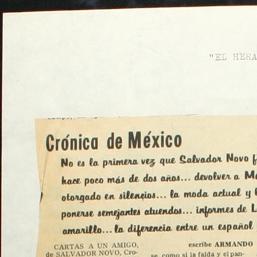 "EL HERA
Crónica de México
No es la primera vez que Salvador Novo f
hace poco más de dos años... devolver a M
otorgado en silencios... la moda actual y l
ponerse semejantes atuendos... informes de L
amarillo... la diferencia entre un español
CARTAS A UN AMIGO,
de SALVADOR NOVO, Cro-
escribe ARMANDO
se, como si la falda y el pan-